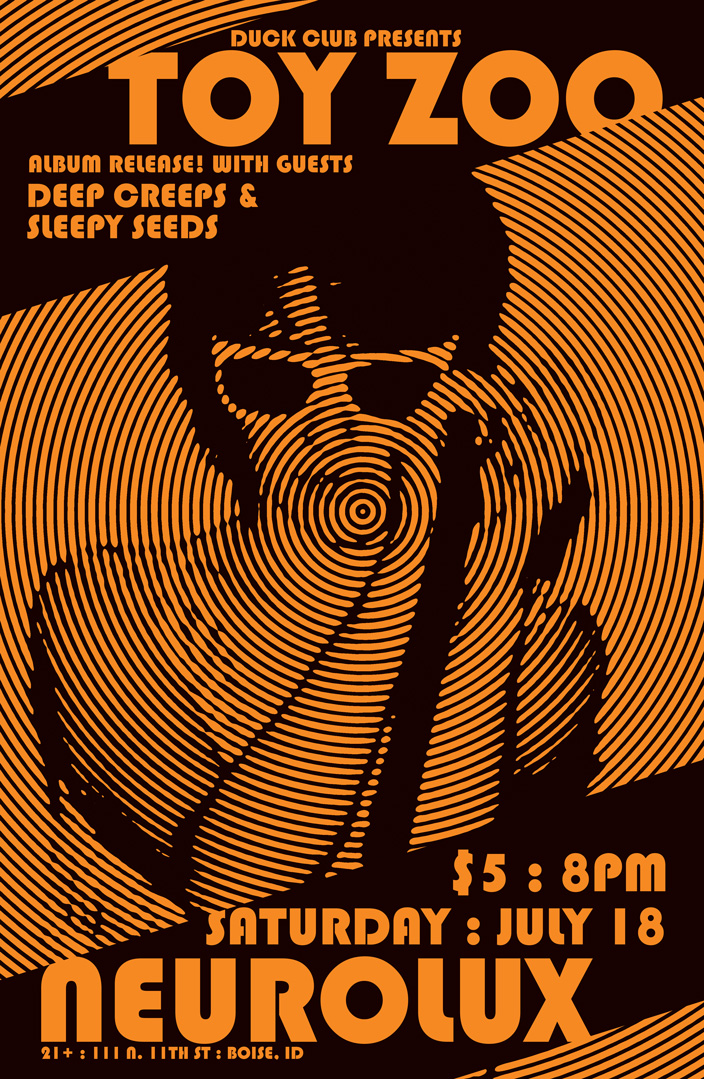 DUCK CLUB PRESENTS
TOY ZOO
ALBUM RELEASE! WITH GUESTS
DEEP CREEPS &
SLEEPY SEEDS
$5 : 8PM
SATURDAY : JULY 18
NEUROLUX
21+ : 111 N. 11TH ST : BOISE, ID